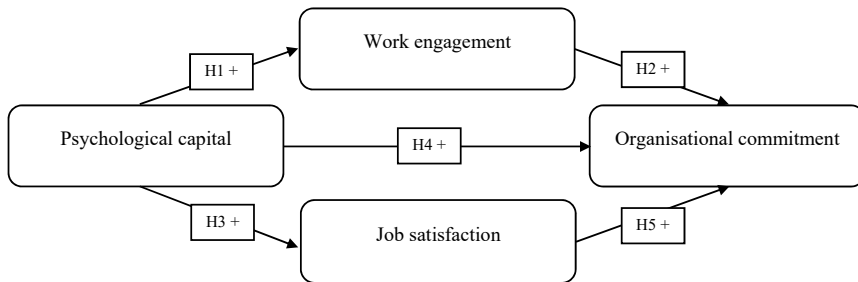 Work engagement
H1 +
H2 +
Psychological capital
H4 +
Organisational commitment
H3 +
Job satisfaction
H5 +